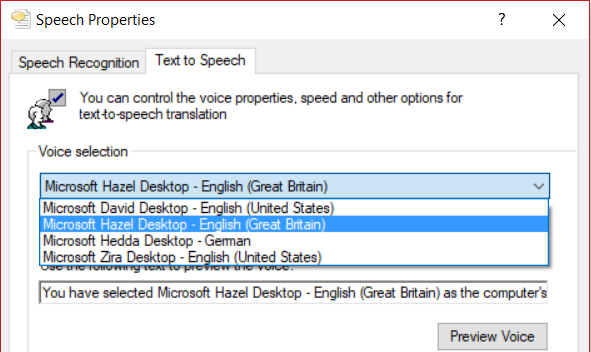 Speech Properties
Speech Recognition
Text to Speech
You can control the voice properties, speed and other options for
text-to-speech translation
Voice selection
Microsoft Hazel Desktop - English (Great Britain)
Microsoft David Desktop - English (United States)
Microsoft Hazel Desktop - English (Great Britain)
Microsoft Hedda Desktop - German
Microsoft Zira Desktop - English (United States)
Use the following text to preview the voice:
You have selected Microsoft Hazel Desktop - English (Great Britain) as the computer's
Preview Voice